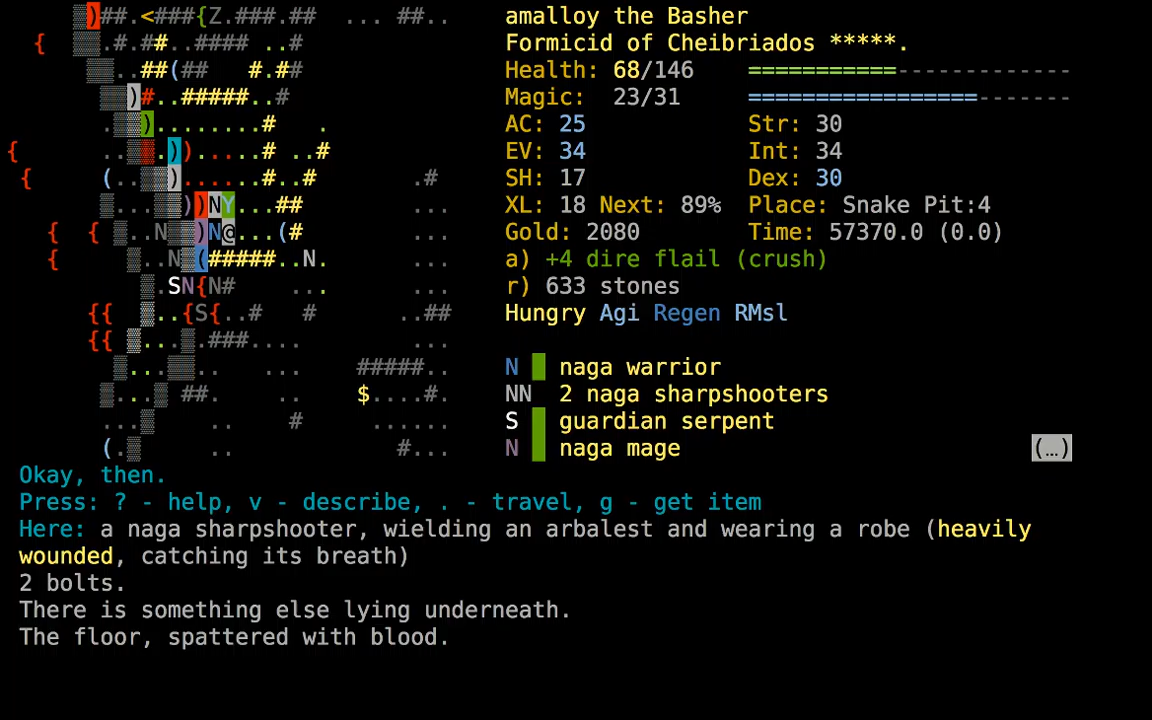 amalloy the Basher
Formicid of Cheibriados *****.
Health: 68/146
Magic: 23/31
AC: 25 Str: 30
EV: 34 Int: 34
SH: 17 Dex: 30
XL: 18 Next: 89% Place: Snake Pit:4
Gold: 2080 Time: 57370.0 (0.0)
a) +4 dire flail (crush)
r) 633 stones
Hungry Agi Regen RMsl
N naga warrior
NN 2 naga sharpshooters
S guardian serpent
N naga mage (…)
Okay, then.
Press: ? - help, v - describe, . - travel, g - get item
Here: a naga sharpshooter, wielding an arbalest and wearing a robe (heavily
wounded, catching its breath)
2 bolts.
There is something else lying underneath.
The floor, spattered with blood.